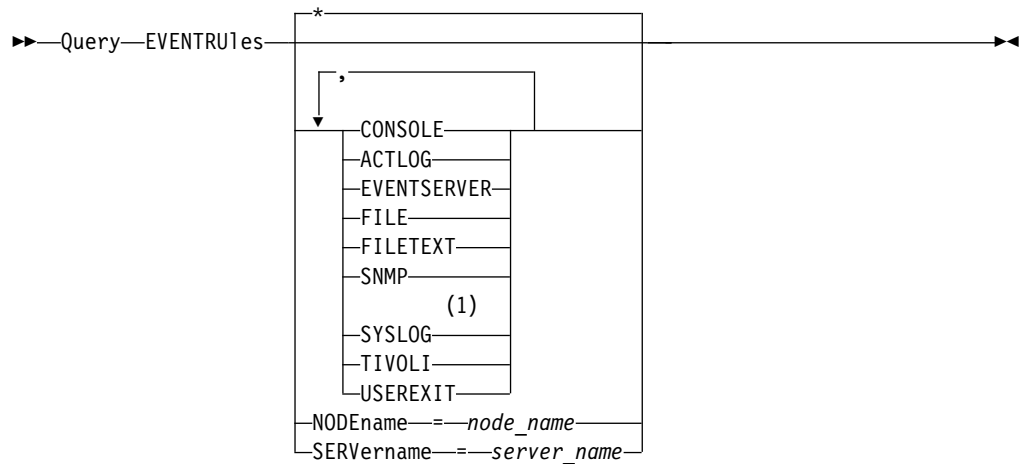 *
Query EVENTRUles
,
CONSOLE
ACTLOG
EVENTSERVER
FILE
FILETEXT
SNMP
(1)
SYSLOG
TIVOLI
USEREXIT
NODEname = node_name
SERVername = server_name